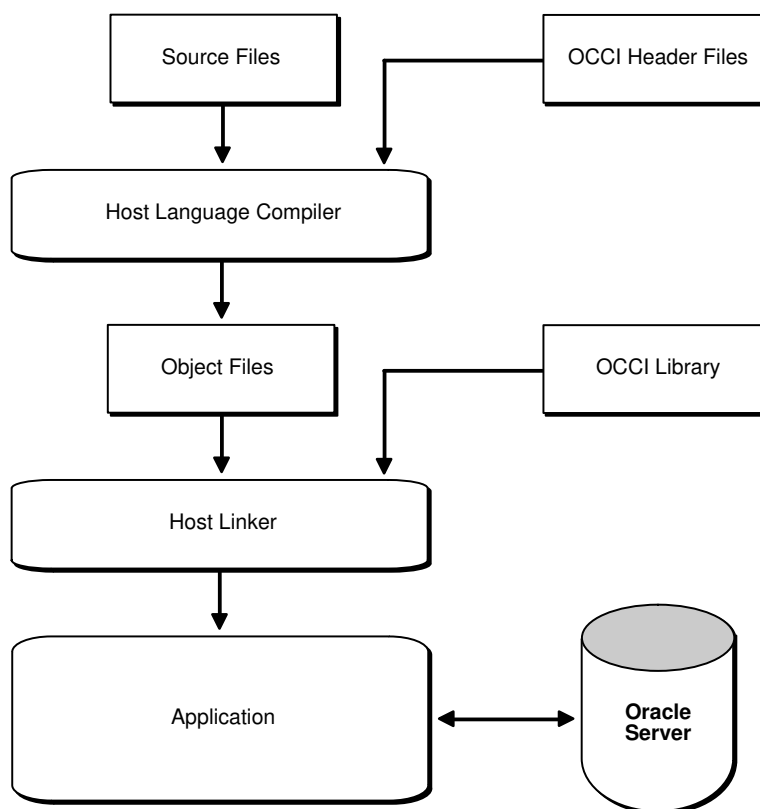 Source Files
OCCI Header Files
Host Language Compiler
Object Files
OCCI Library
Host Linker
Application
Oracle
Server